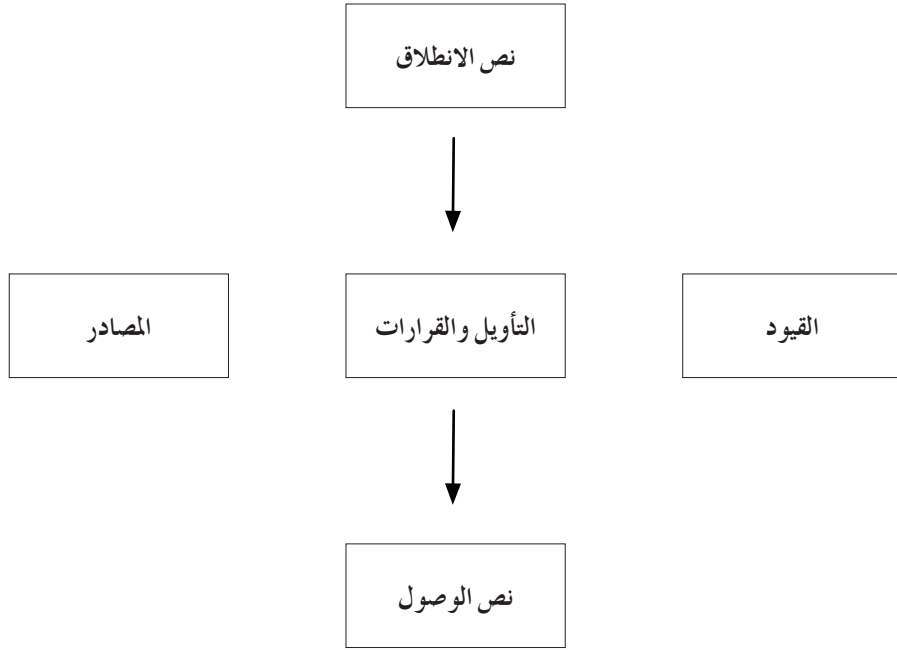 نص الانطلاق
القيود
التأويل والقرارات
المصادر
نص الوصول